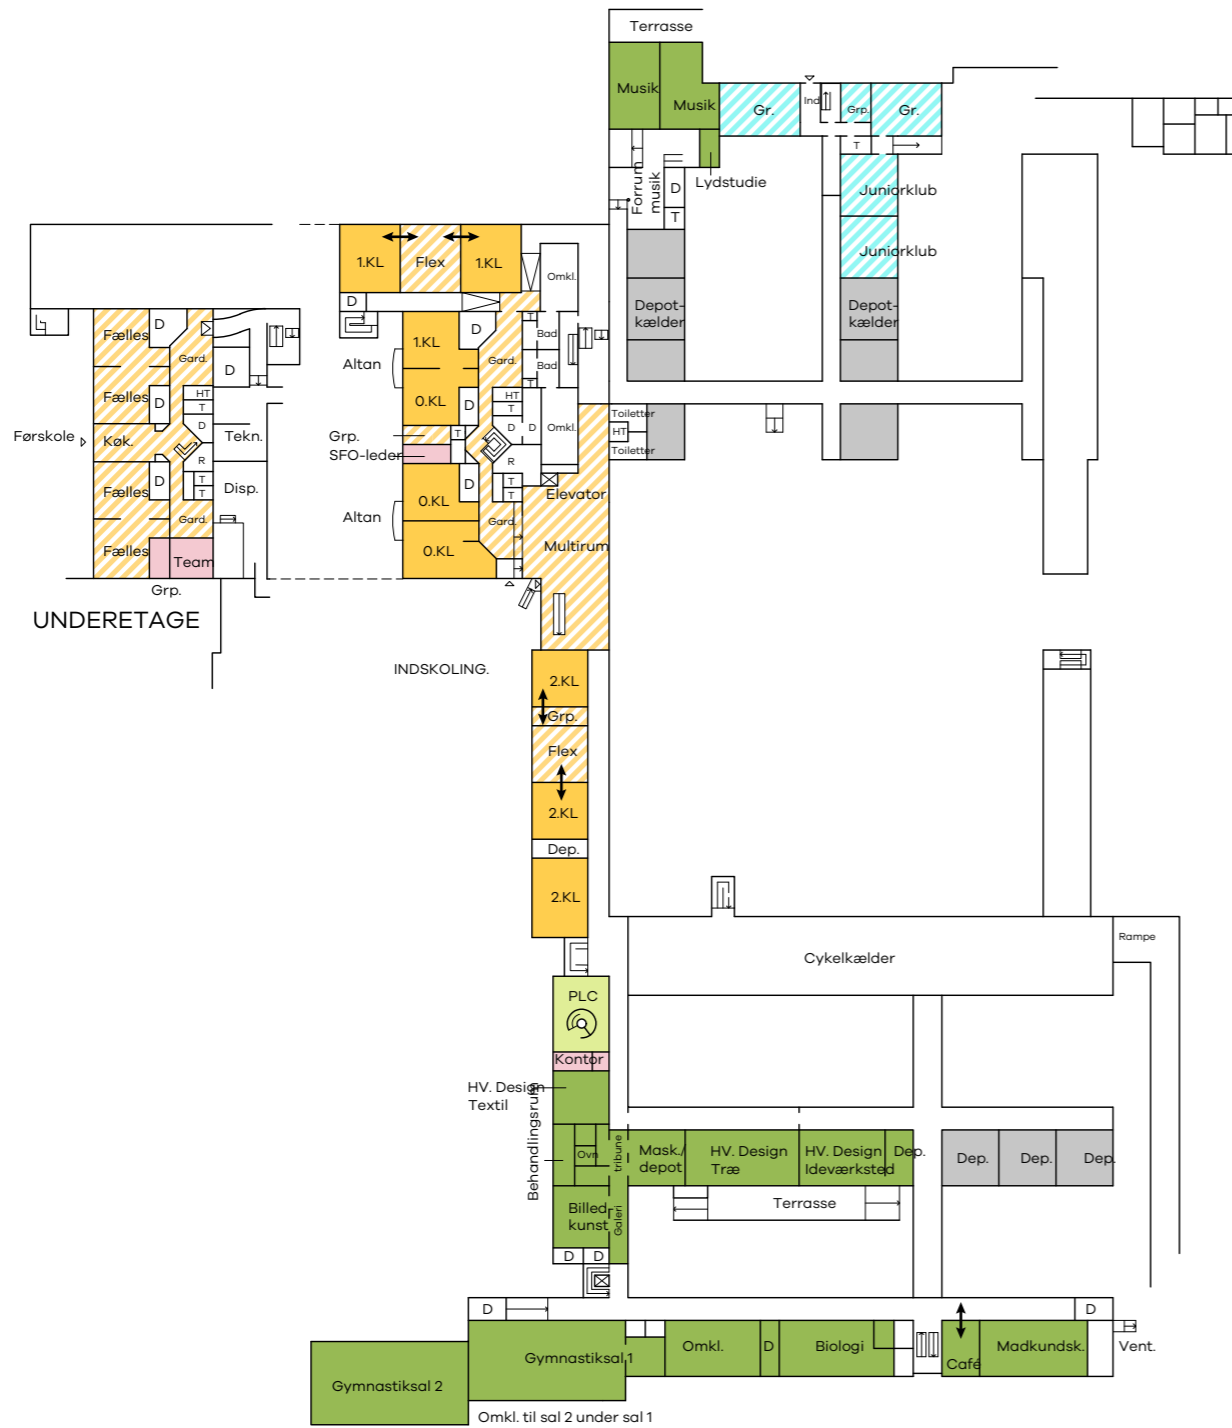 Terrasse
Musik
Musik
Gr.
Ind
Grp.
Gr.
T
Lydstudie
Forrum
musik
D
T
Juniorklub
Juniorklub
1.KL
Flex
1.KL
Omkl.
D
Depot-
kælder
Depot-
kælder
Fælles
D
Gard.
D
Altan
1.KL
D
Gard.
T
Bad
Bad
T
Fælles
D
HT
T
0.KL
D
HT
T
Toiletter
HT
Toiletter
Førskole
Køk.
D
Tekn.
Grp.
T
D
D
Omkl.
SFO-leder
R
R
Fælles
D
T
T
Disp.
0.KL
D
T
T
Elevator
Altan
Gard.
Gard.
Fælles
Team
0.KL
Multirum
Grp.
UNDERETAGE
INDSKOLING.
2.KL
Grp.
Flex
2.KL
Dep.
2.KL
Rampe
Cykelkælder
PLC
Kontor
HV. Design
Textil
Behandlingsrum
Ovn
tribune
Mask./
depot
HV. Design
Træ
HV. Design
Ideværksted
Dep.
Dep.
Dep.
Dep.
Billed-
kunst
Galeri
Terrasse
D
D
D
D
Gymnastiksal 1
Omkl.
D
Biologi
Café
Madkundsk.
Vent.
Gymnastiksal 2
Omkl. til sal 2 under sal 1